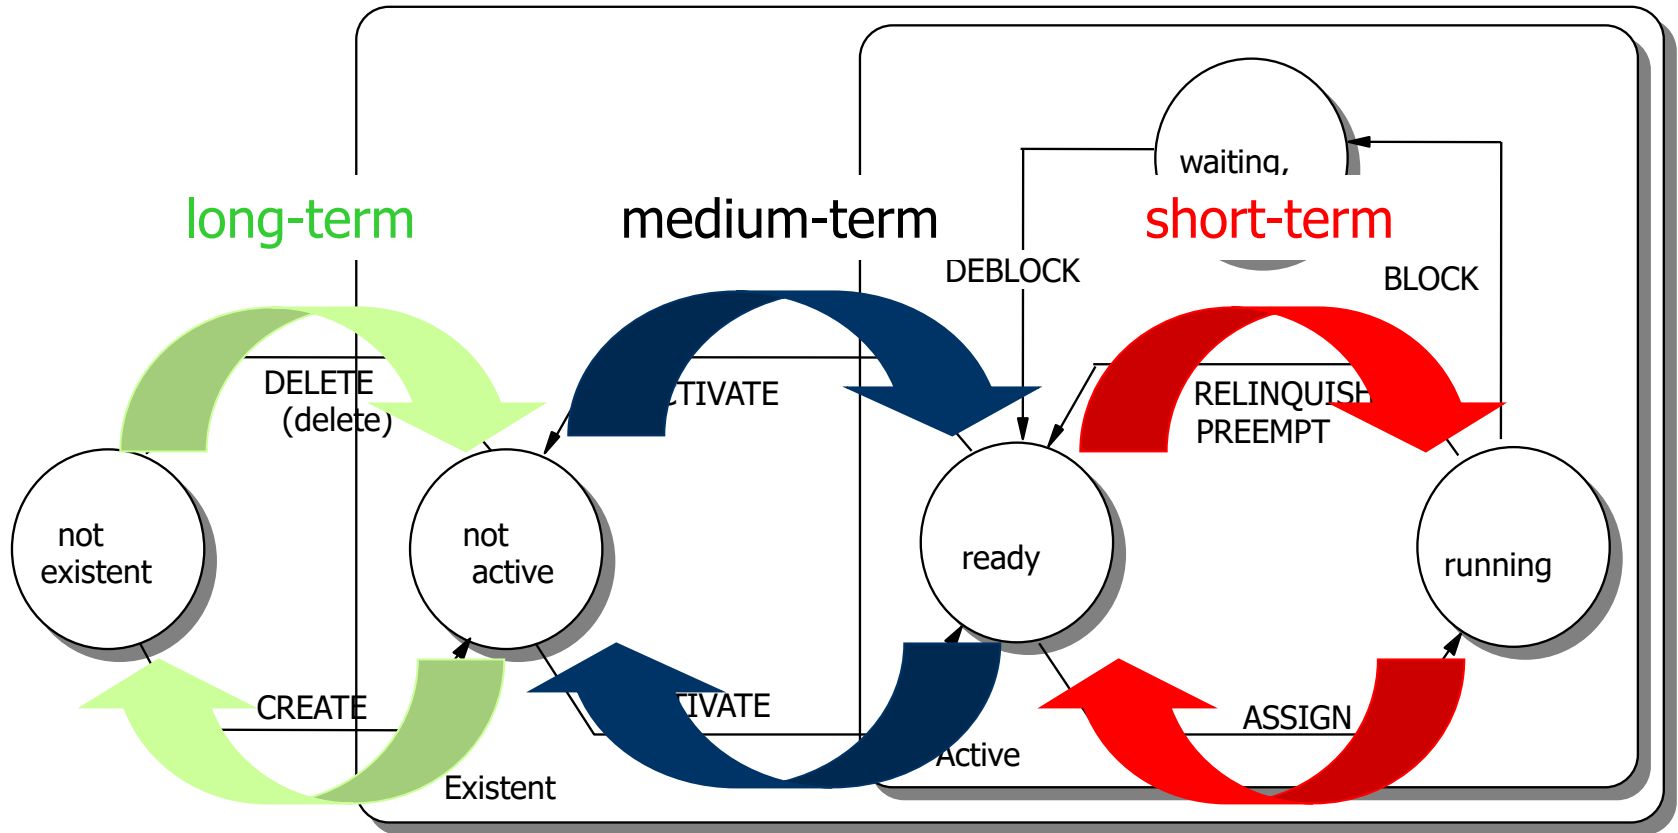 waiting,
long-term
medium-term
short-term
DEBLOCK
BLOCK
DELETE
(delete)
CTIVATE
RELINQUISH
PREEMPT
not
existent
not
active
ready
running
CREATE
TIVATE
ASSIGN
Active
Existent